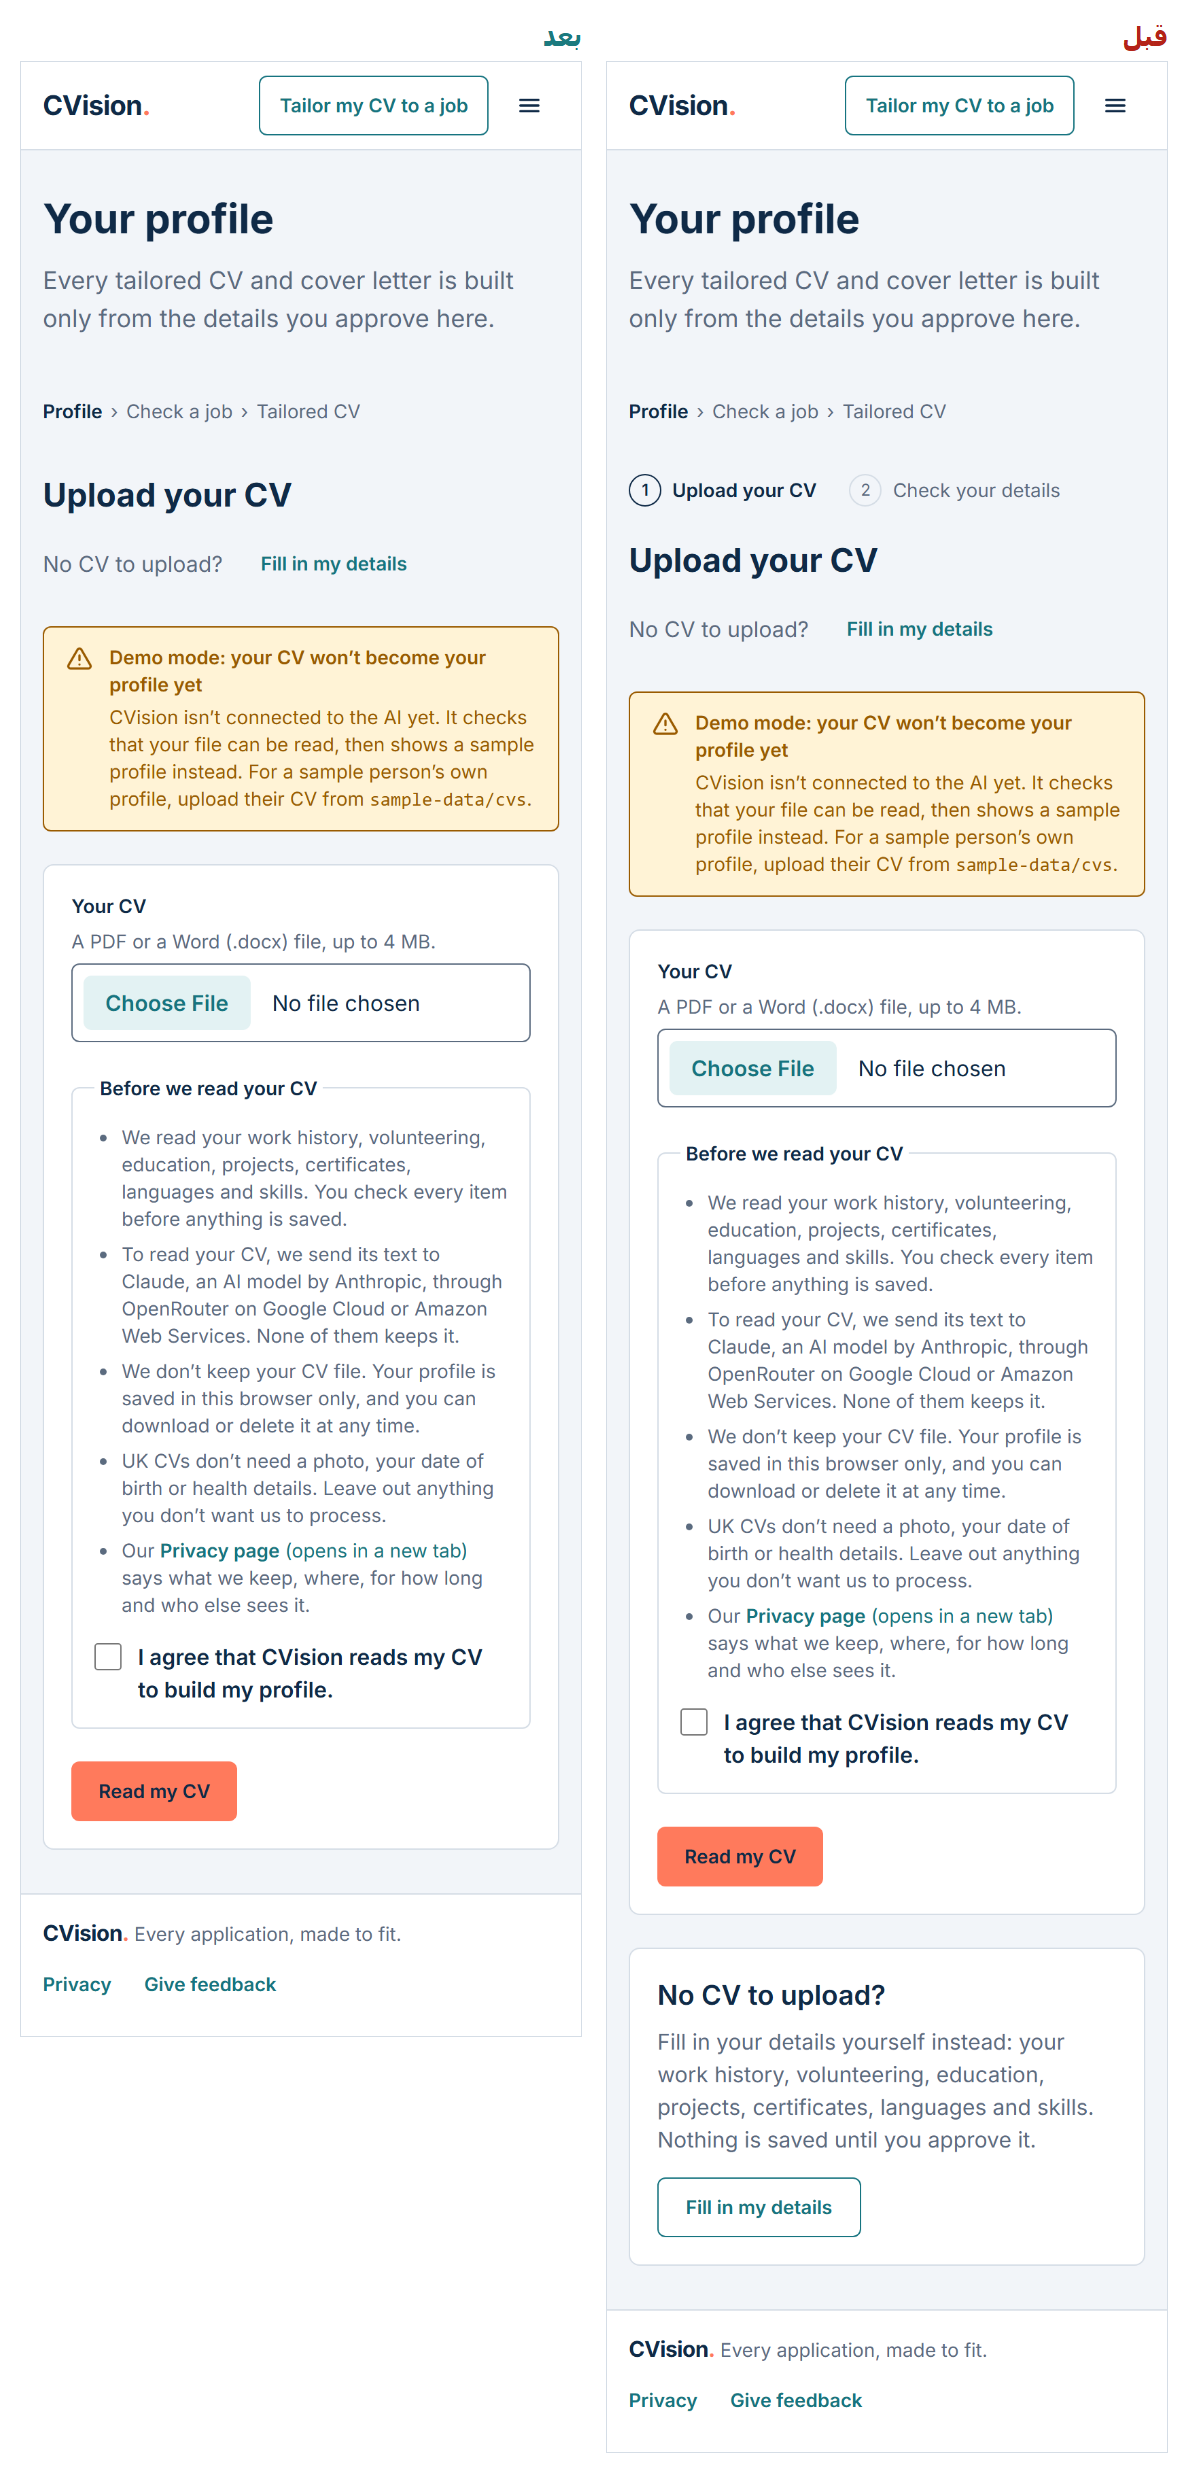 قبل
CVision.
Tailor my CV to a job
Your profile
Every tailored CV and cover letter is built
only from the details you approve here.
Profile › Check a job › Tailored CV
1 Upload your CV 2 Check your details
Upload your CV
No CV to upload? Fill in my details
Demo mode: your CV won’t become your
profile yet
CVision isn’t connected to the AI yet. It checks
that your file can be read, then shows a sample
profile instead. For a sample person’s own
profile, upload their CV from sample-data/cvs.
Your CV
A PDF or a Word (.docx) file, up to 4 MB.
Choose File No file chosen
Before we read your CV
• We read your work history, volunteering,
education, projects, certificates,
languages and skills. You check every item
before anything is saved.
• To read your CV, we send its text to
Claude, an AI model by Anthropic, through
OpenRouter on Google Cloud or Amazon
Web Services. None of them keeps it.
• We don’t keep your CV file. Your profile is
saved in this browser only, and you can
download or delete it at any time.
• UK CVs don’t need a photo, your date of
birth or health details. Leave out anything
you don’t want us to process.
• Our Privacy page (opens in a new tab)
says what we keep, where, for how long
and who else sees it.
I agree that CVision reads my CV
to build my profile.
Read my CV
No CV to upload?
Fill in your details yourself instead: your
work history, volunteering, education,
projects, certificates, languages and skills.
Nothing is saved until you approve it.
Fill in my details
CVision. Every application, made to fit.
Privacy Give feedback
بعد
CVision.
Tailor my CV to a job
Your profile
Every tailored CV and cover letter is built
only from the details you approve here.
Profile › Check a job › Tailored CV
Upload your CV
No CV to upload? Fill in my details
Demo mode: your CV won’t become your
profile yet
CVision isn’t connected to the AI yet. It checks
that your file can be read, then shows a sample
profile instead. For a sample person’s own
profile, upload their CV from sample-data/cvs.
Your CV
A PDF or a Word (.docx) file, up to 4 MB.
Choose File No file chosen
Before we read your CV
• We read your work history, volunteering,
education, projects, certificates,
languages and skills. You check every item
before anything is saved.
• To read your CV, we send its text to
Claude, an AI model by Anthropic, through
OpenRouter on Google Cloud or Amazon
Web Services. None of them keeps it.
• We don’t keep your CV file. Your profile is
saved in this browser only, and you can
download or delete it at any time.
• UK CVs don’t need a photo, your date of
birth or health details. Leave out anything
you don’t want us to process.
• Our Privacy page (opens in a new tab)
says what we keep, where, for how long
and who else sees it.
I agree that CVision reads my CV
to build my profile.
Read my CV
CVision. Every application, made to fit.
Privacy Give feedback